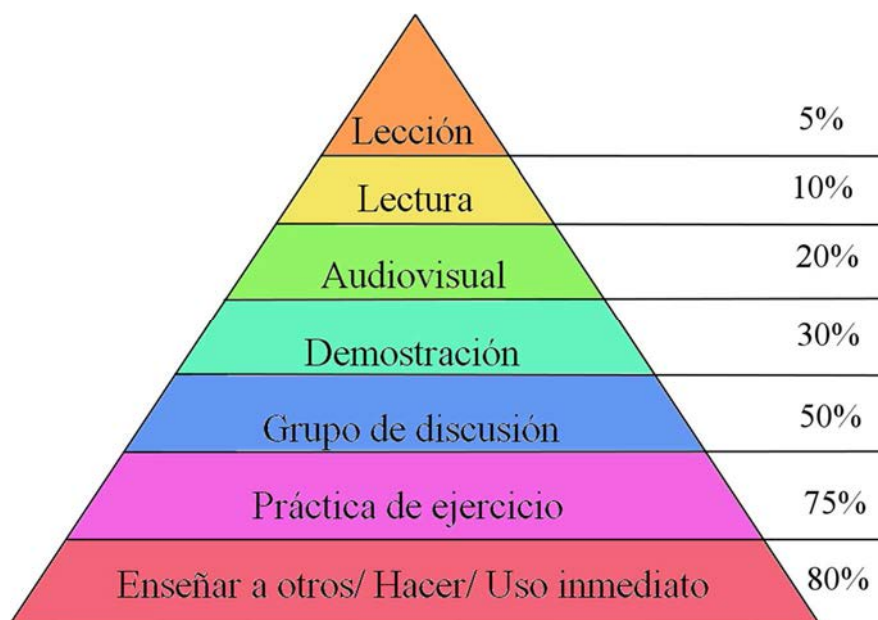 Lección 5%
Lectura 10%
Audiovisual 20%
Demostración 30%
Grupo de discusión 50%
Práctica de ejercicio 75%
Enseñar a otros/ Hacer/ Uso inmediato 80%